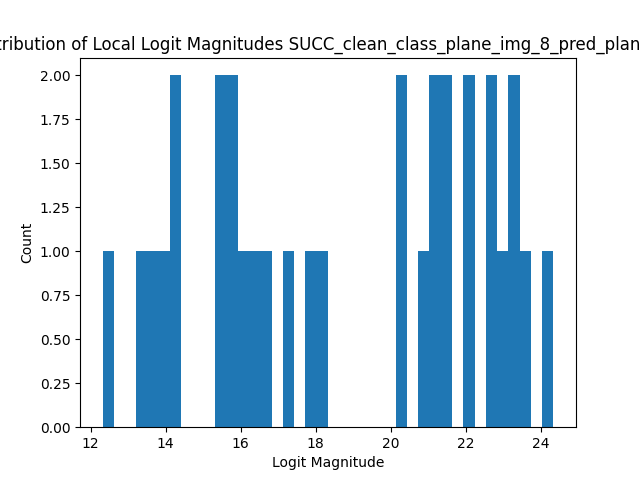 tribution of Local Logit Magnitudes SUCC_clean_class_plane_img_8_pred_plan
2.00
1.75
1.50
1.25
1.00
0.75
0.50
0.25
0.00
Count
12 14 16 18 20 22 24
Logit Magnitude